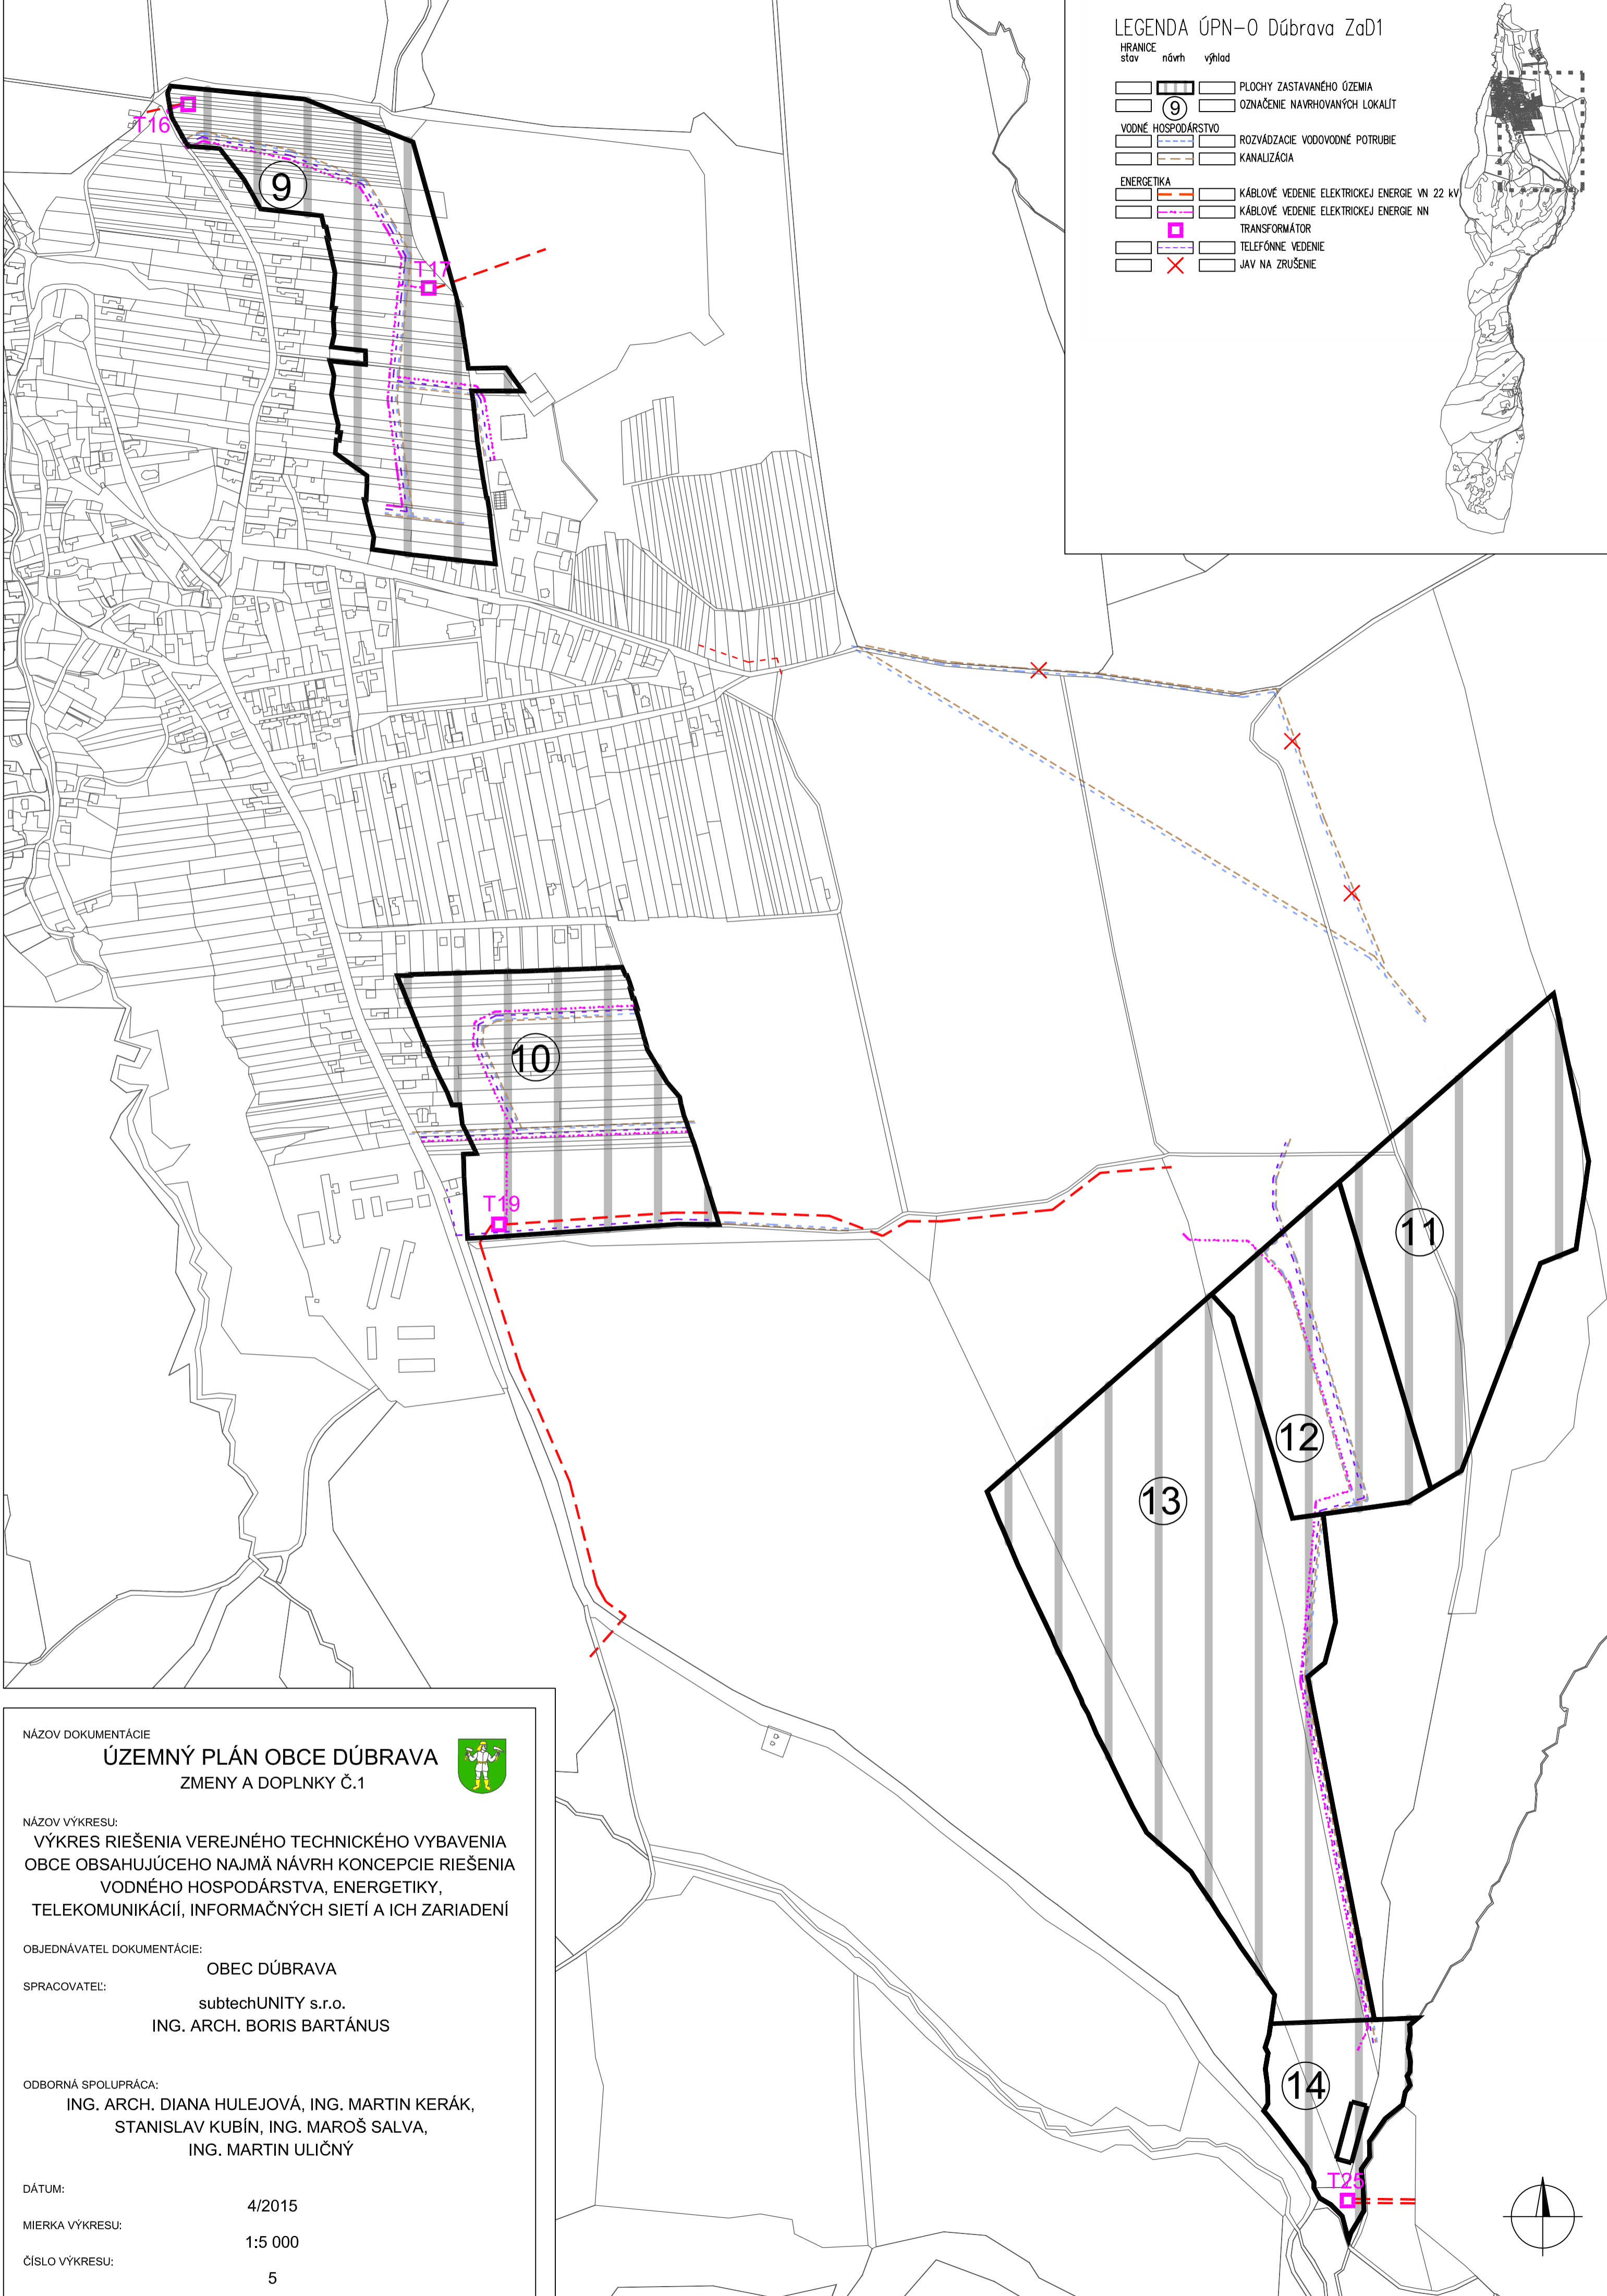 LEGENDA ÚPN-O Dúbrava ZaD1
HRANICE
stav návrh výhlad
PLOCHY ZASTAVANÉHO ÚZEMIA
9 OZNAČENIE NAVRHOVANÝCH LOKALÍT
VODNÉ HOSPODÁRSTVO
ROZVÁDZACIE VODOVODNÉ POTRUBIE
KANALIZÁCIA
ENERGETIKA
KÁBLOVÉ VEDENIE ELEKTRICKEJ ENERGIE VN 22 kV
KÁBLOVÉ VEDENIE ELEKTRICKEJ ENERGIE NN
TRANSFORMÁTOR
TELEFÓNNE VEDENIE
JAV NA ZRUŠENIE
T16
9
T17
10
T19
11
12
13
14
T25
NÁZOV DOKUMENTÁCIE
ÚZEMNÝ PLÁN OBCE DÚBRAVA
ZMENY A DOPLNKY Č.1
NÁZOV VÝKRESU:
VÝKRES RIEŠENIA VEREJNÉHO TECHNICKÉHO VYBAVENIA
OBCE OBSAHUJÚCEHO NAJMÄ NÁVRH KONCEPCIE RIEŠENIA
VODNÉHO HOSPODÁRSTVA, ENERGETIKY,
TELEKOMUNIKÁCIÍ, INFORMAČNÝCH SIETÍ A ICH ZARIADENÍ
OBJEDNÁVATEL DOKUMENTÁCIE:
OBEC DÚBRAVA
SPRACOVATEĽ:
subtechUNITY s.r.o.
ING. ARCH. BORIS BARTÁNUS
ODBORNÁ SPOLUPRÁCA:
ING. ARCH. DIANA HULEJOVÁ, ING. MARTIN KERÁK,
STANISLAV KUBÍN, ING. MAROŠ SALVA,
ING. MARTIN ULIČNÝ
DÁTUM:
4/2015
MIERKA VÝKRESU:
1:5 000
ČÍSLO VÝKRESU:
5